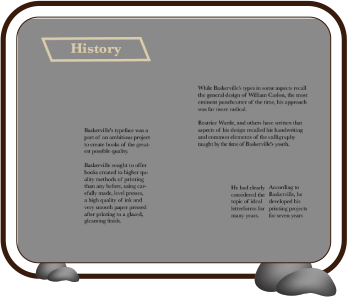 History
While Baskerville's types in some aspects recall
the general design of William Caslon, the most
eminent punchcutter of the time, his approach
was far more radical.
Beatrice Warde, and others have written that
aspects of his design recalled his handwriting
and common elements of the calligraphy
taught by the time of Baskerville's youth.
Baskerville's typeface was a
part of an ambitious project
to create books of the great-
est possible quality.
Baskerville sought to offer
books created to higher qu-
ality methods of printing
than any before, using care-
fully made, level presses,
a high quality of ink and
very smooth paper pressed
after printing to a glazed,
gleaming finish.
He had clearly
considered the
topic of ideal
letterforms for
many years.
According to
Baskerville, he
developed his
printing projects
for seven years